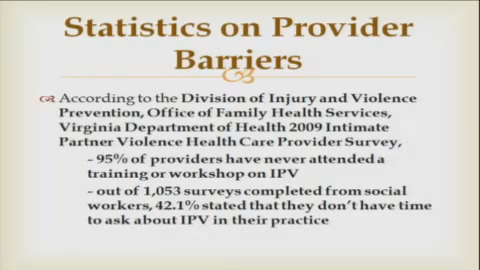 Statistics on Provider
Barriers
According to the Division of Injury and Violence
Prevention, Office of Family Health Services,
Virginia Department of Health 2009 Intimate
Partner Violence Health Care Provider Survey,
- 95% of providers have never attended a
training or workshop on IPV
- out of 1,053 surveys completed from social
workers, 42.1% stated that they don't have time
to ask about IPV in their practice